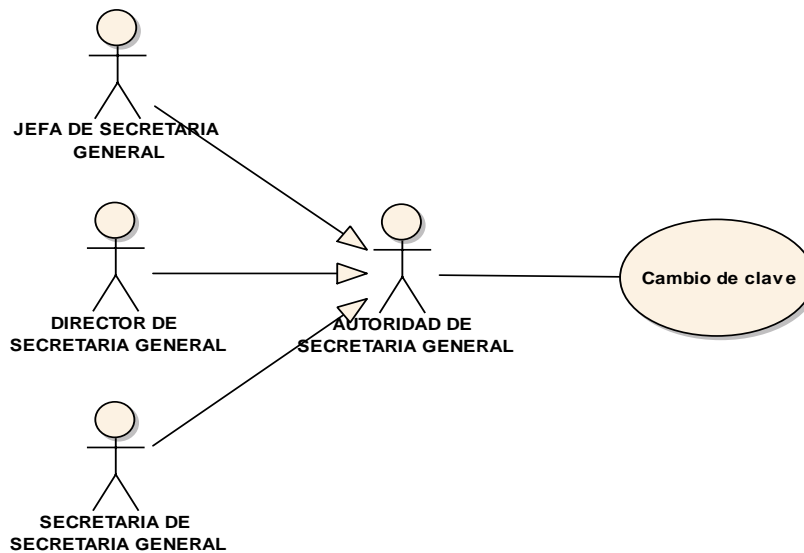 JEFA DE SECRETARIA
GENERAL
DIRECTOR DE
SECRETARIA GENERAL
AUTORIDAD DE
SECRETARIA GENERAL
Cambio de clave
SECRETARIA DE
SECRETARIA GENERAL